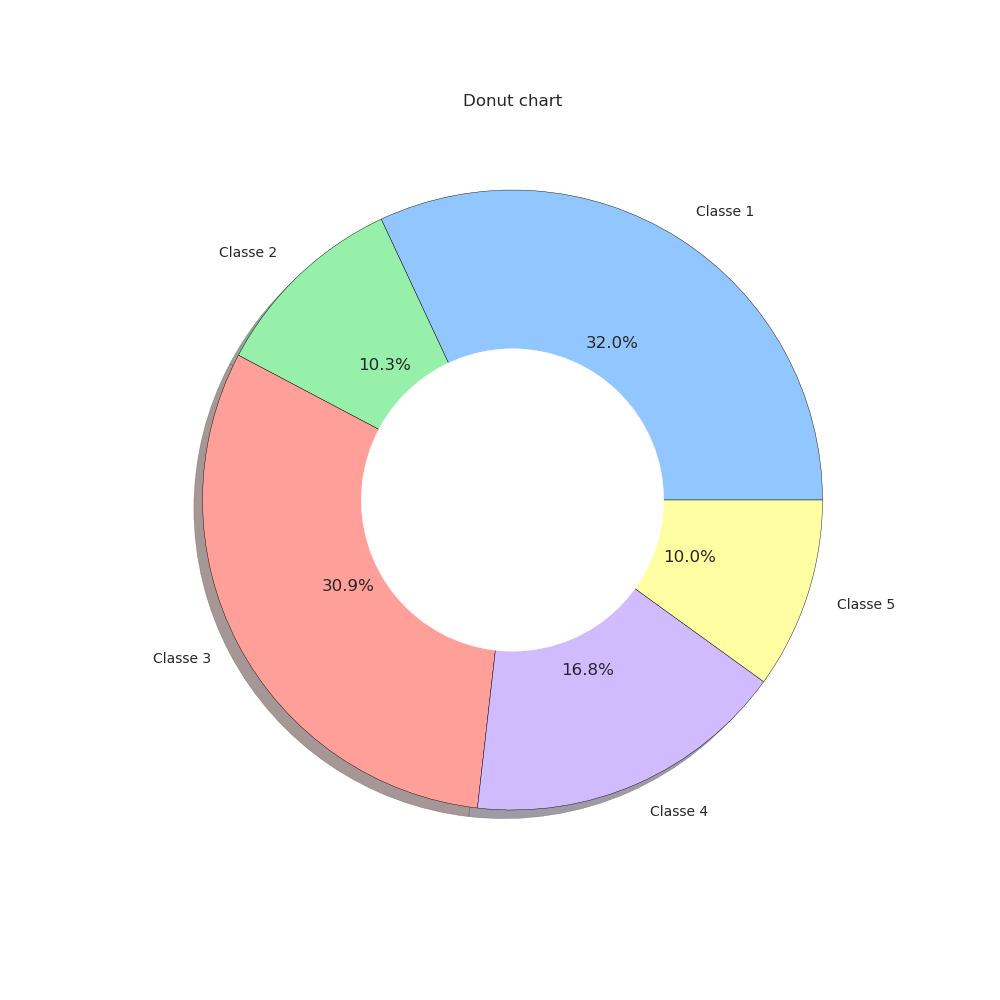 Donut chart
Classe 1
32.0%
Classe 2
10.3%
30.9%
Classe 3
16.8%
Classe 4
10.0%
Classe 5